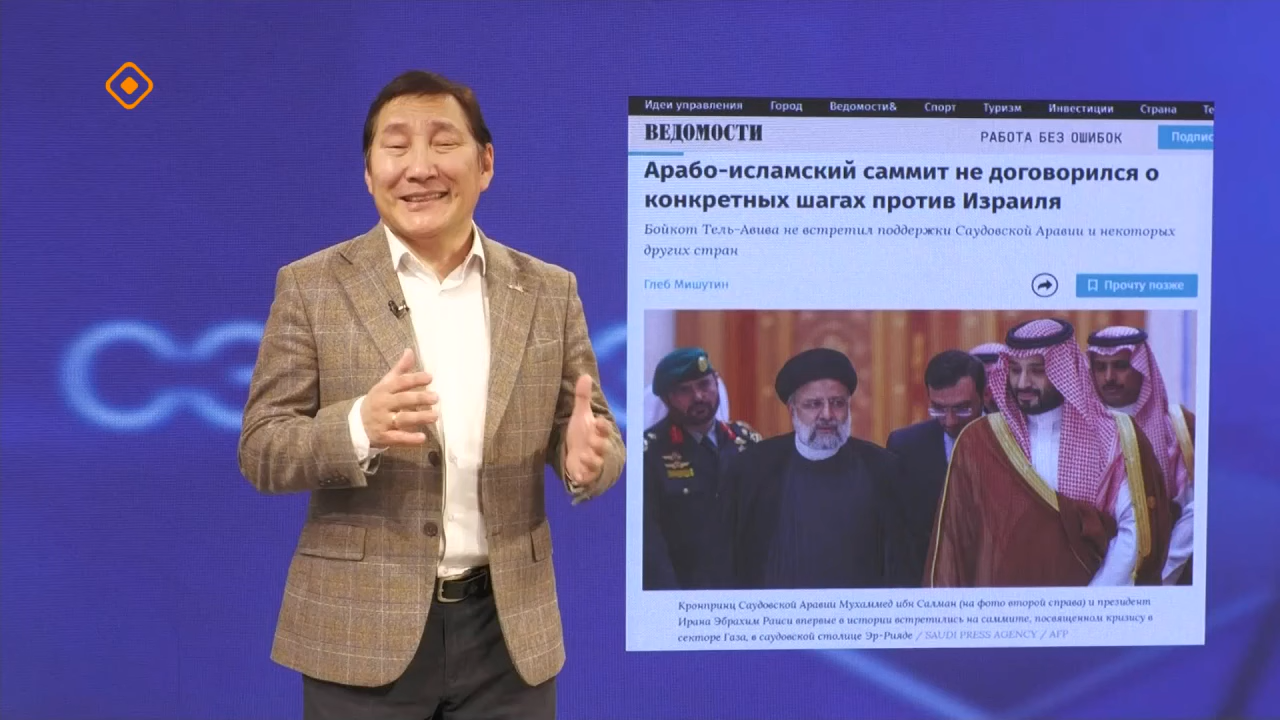 Идеи управления Город Ведомости& Спорт Туризм Инвестиции Страна Те
ВЕДОМОСТИ
РАБОТА БЕЗ ОШИБОК
Подпис
Арабо-исламский саммит не договорился о
конкретных шагах против Израиля
Бойкот Тель-Авива не встретил поддержки Саудовской Аравии и некоторых
других стран
Глеб Мишутин
Прочту позже
Кронпринц Саудовской Аравии Мухаммед ибн Салман (на фото второй справа) и президент
Ирана Эбрахим Раиси впервые в истории встретились на саммите, посвященном кризису в
секторе Газа, в саудовской столице Эр-Рияде / SAUDI PRESS AGENCY / AFP